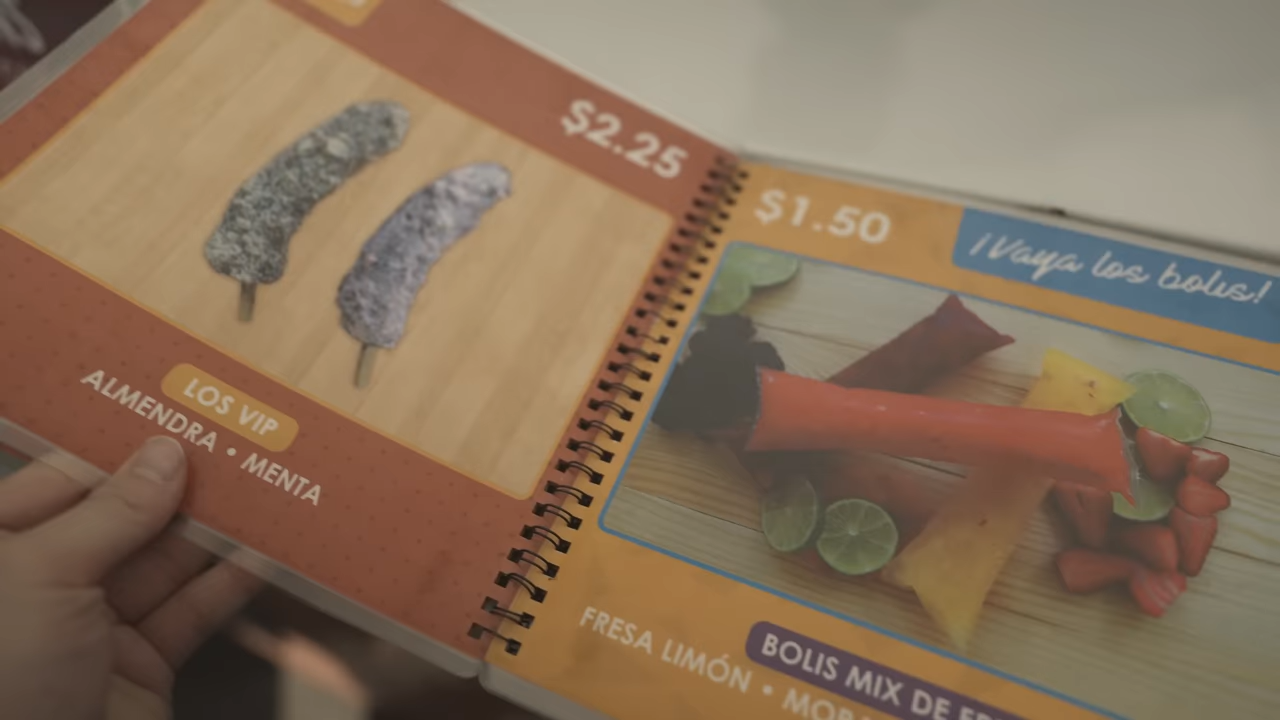 $2.25
LOS VIP
ALMENDRA • MENTA
$1.50
¡Vaya los bolis!
BOLIS MIX DE
FRESA LIMÓN •